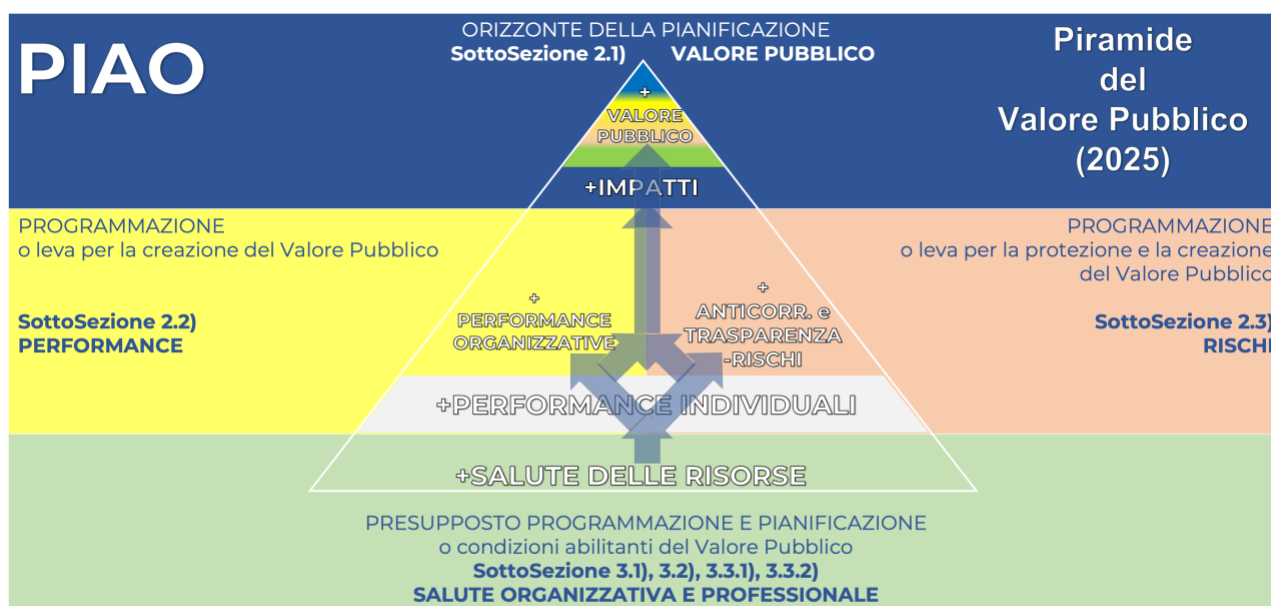 PIAO
ORIZZONTE DELLA PIANIFICAZIONE
SottoSezione 2.1) VALORE PUBBLICO
Piramide
del
Valore Pubblico
(2025)
+
VALORE
PUBBLICO
+IMPATTI
PROGRAMMAZIONE
o leva per la creazione del Valore Pubblico
SottoSezione 2.2)
PERFORMANCE
PROGRAMMAZIONE
o leva per la protezione e la creazione
del Valore Pubblico
SottoSezione 2.3)
RISCHI
+
PERFORMANCE
ORGANIZZATIVE
+
ANTICORR. e
TRASPARENZA
-RISCHI
+PERFORMANCE INDIVIDUALI
+SALUTE DELLE RISORSE
PRESUPPOSTO PROGRAMMAZIONE E PIANIFICAZIONE
o condizioni abilitanti del Valore Pubblico
SottoSezione 3.1), 3.2), 3.3.1), 3.3.2)
SALUTE ORGANIZZATIVA E PROFESSIONALE